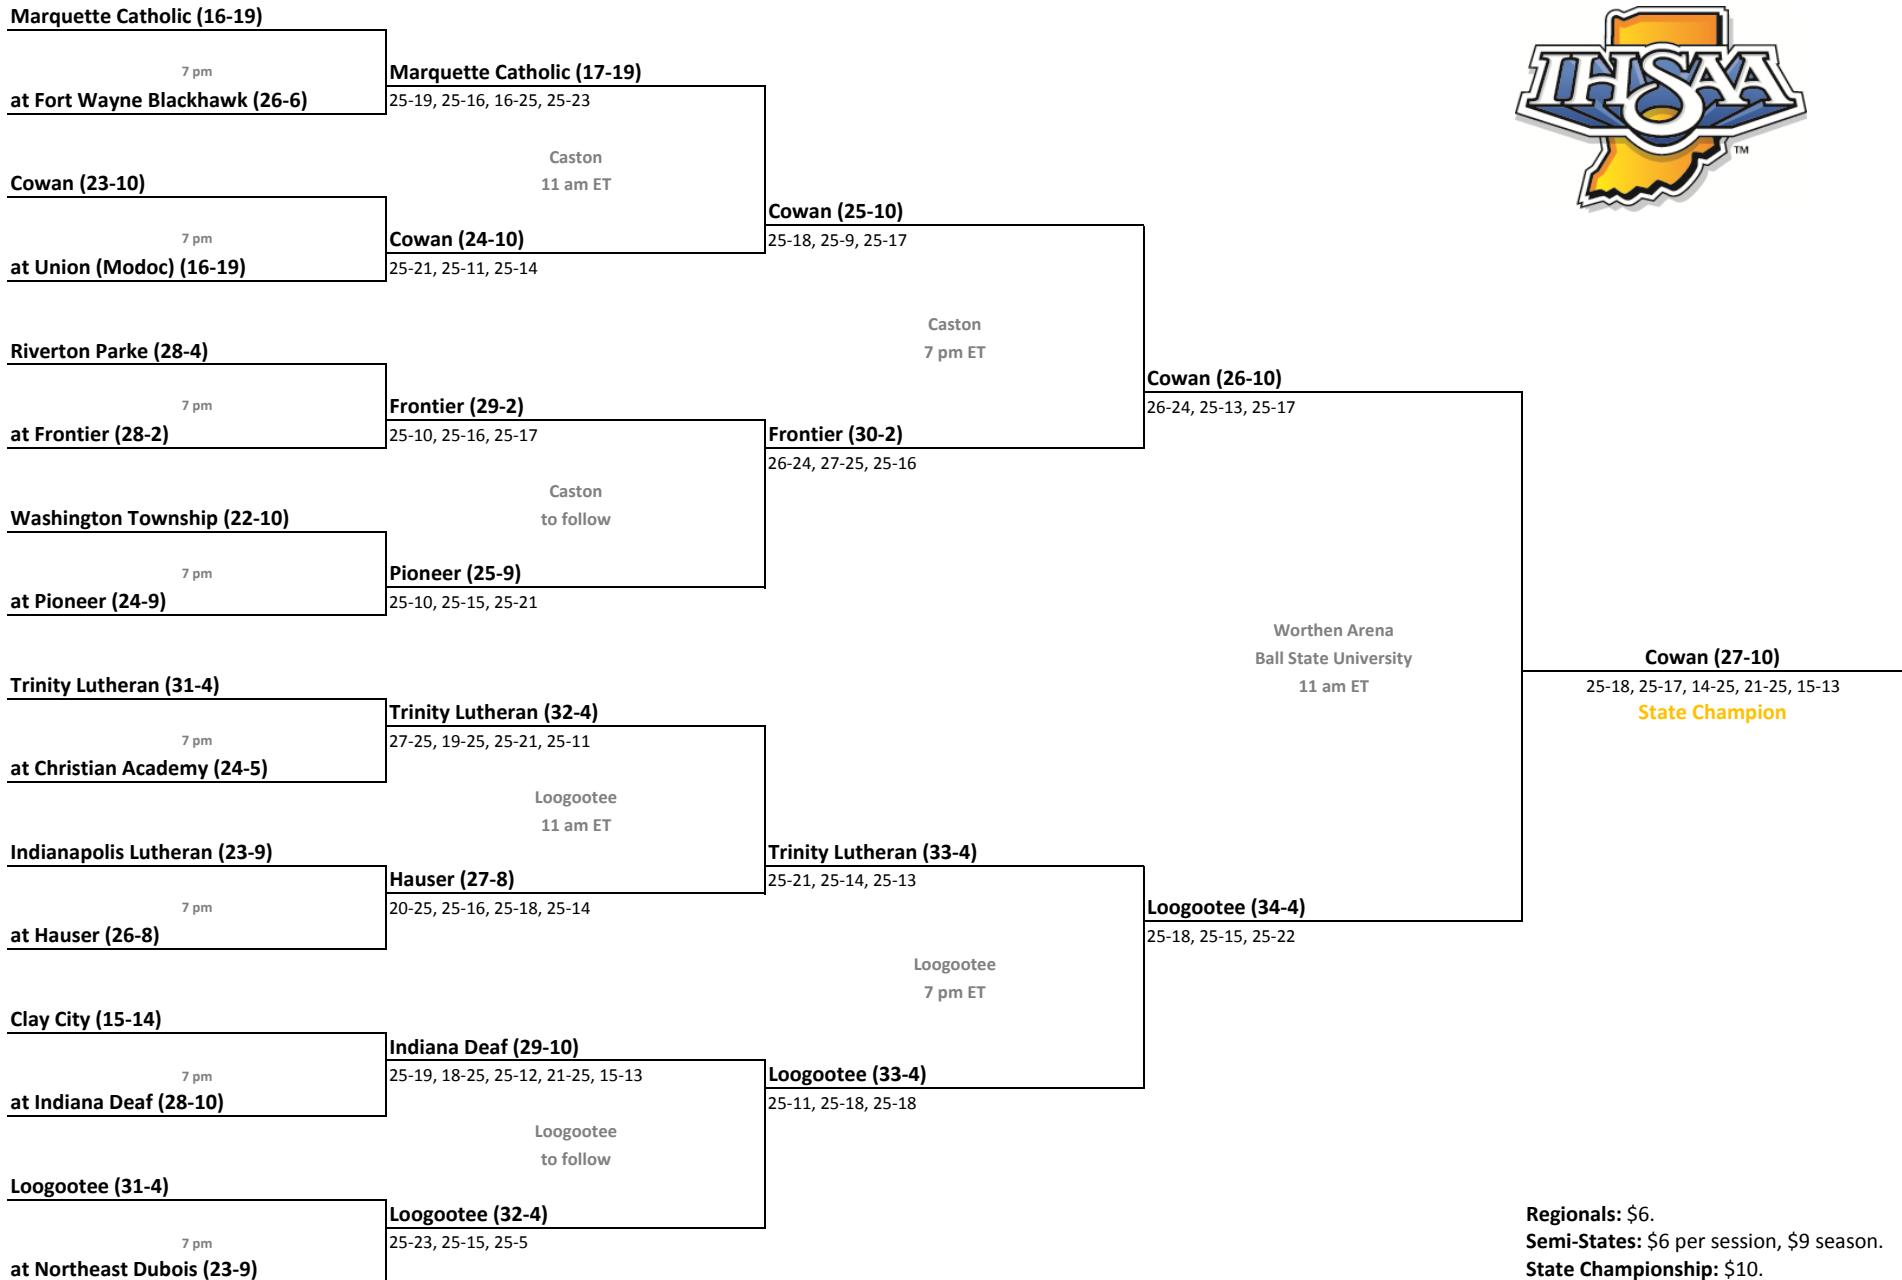 Marquette Catholic (16-19)
7 pm
at Fort Wayne Blackhawk (26-6)
Cowan (23-10)
7 pm
at Union (Modoc) (16-19)
Riverton Parke (28-4)
7 pm
at Frontier (28-2)
Washington Township (22-10)
7 pm
at Pioneer (24-9)
Trinity Lutheran (31-4)
7 pm
at Christian Academy (24-5)
Indianapolis Lutheran (23-9)
7 pm
at Hauser (26-8)
Clay City (15-14)
7 pm
at Indiana Deaf (28-10)
Loogootee (31-4)
7 pm
at Northeast Dubois (23-9)
Marquette Catholic (17-19)
25-19, 25-16, 16-25, 25-23
Caston
11 am ET
Cowan (24-10)
25-21, 25-11, 25-14
Frontier (29-2)
25-10, 25-16, 25-17
Caston
to follow
Pioneer (25-9)
25-10, 25-15, 25-21
Trinity Lutheran (32-4)
27-25, 19-25, 25-21, 25-11
Loogootee
11 am ET
Hauser (27-8)
20-25, 25-16, 25-18, 25-14
Indiana Deaf (29-10)
25-19, 18-25, 25-12, 21-25, 15-13
Loogootee
to follow
Loogootee (32-4)
25-23, 25-15, 25-5
Cowan (25-10)
25-18, 25-9, 25-17
Caston
7 pm ET
Frontier (30-2)
26-24, 27-25, 25-16
Trinity Lutheran (33-4)
25-21, 25-14, 25-13
Loogootee
7 pm ET
Loogootee (33-4)
25-11, 25-18, 25-18
Cowan (26-10)
26-24, 25-13, 25-17
Worthen Arena
Ball State University
11 am ET
Loogootee (34-4)
25-18, 25-15, 25-22
IHSAA
TM
Cowan (27-10)
25-18, 25-17, 14-25, 21-25, 15-13
State Champion
Regionals: $6.
Semi-States: $6 per session, $9 season.
State Championship: $10.